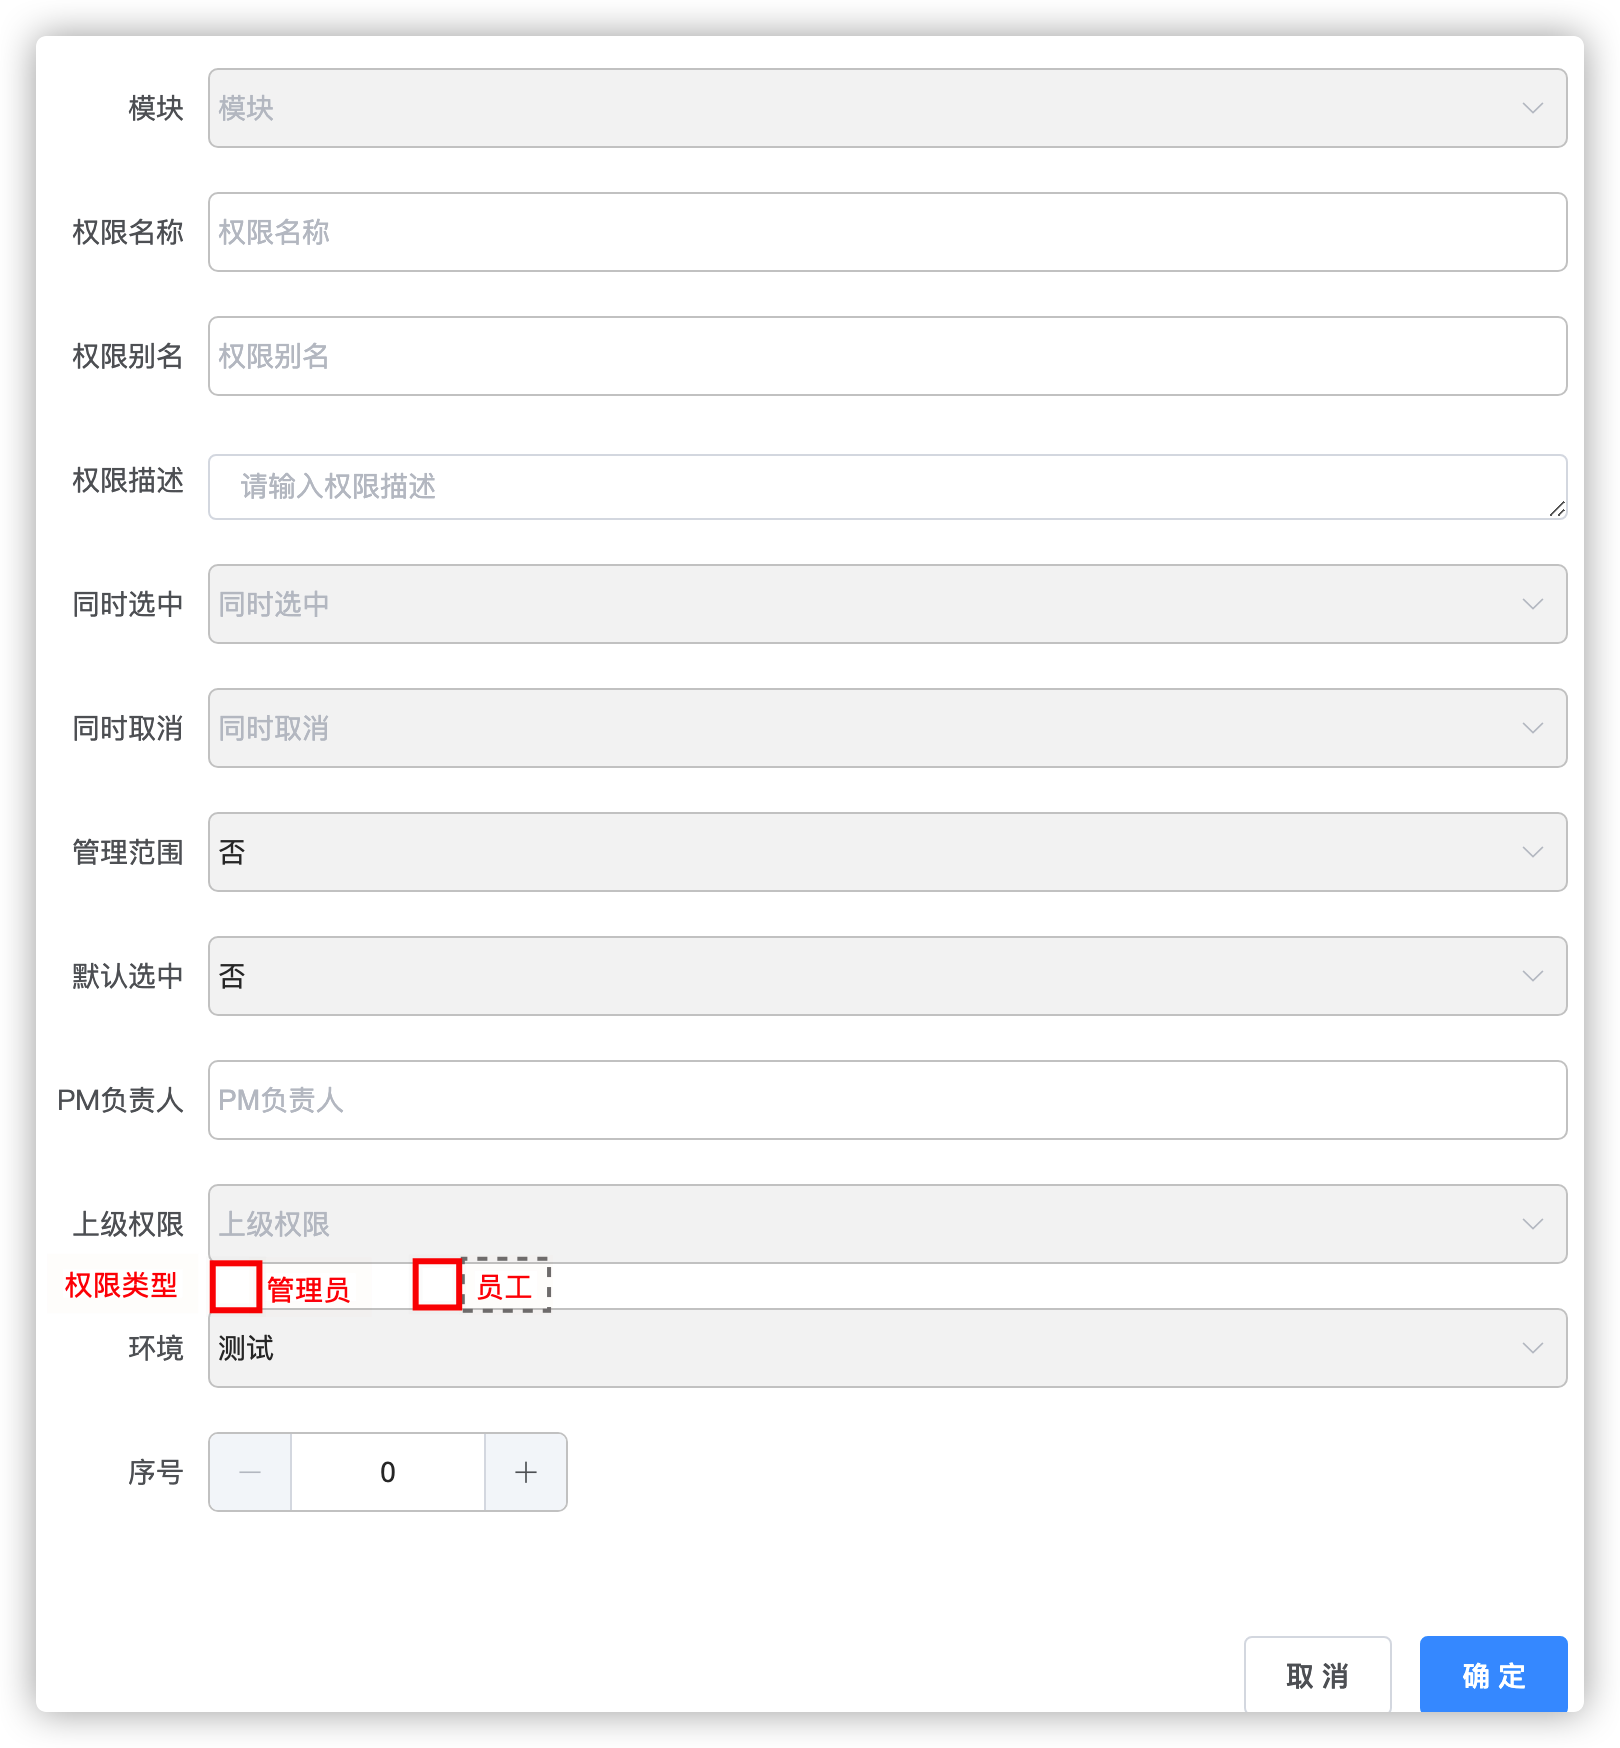 模块 模块
权限名称 权限名称
权限别名 权限别名
权限描述 请输入权限描述
同时选中 同时选中
同时取消 同时取消
管理范围 否
默认选中 否
PM负责人 PM负责人
上级权限 上级权限
权限类型 管理员 员工
环境 测试
序号 0
取消 确定